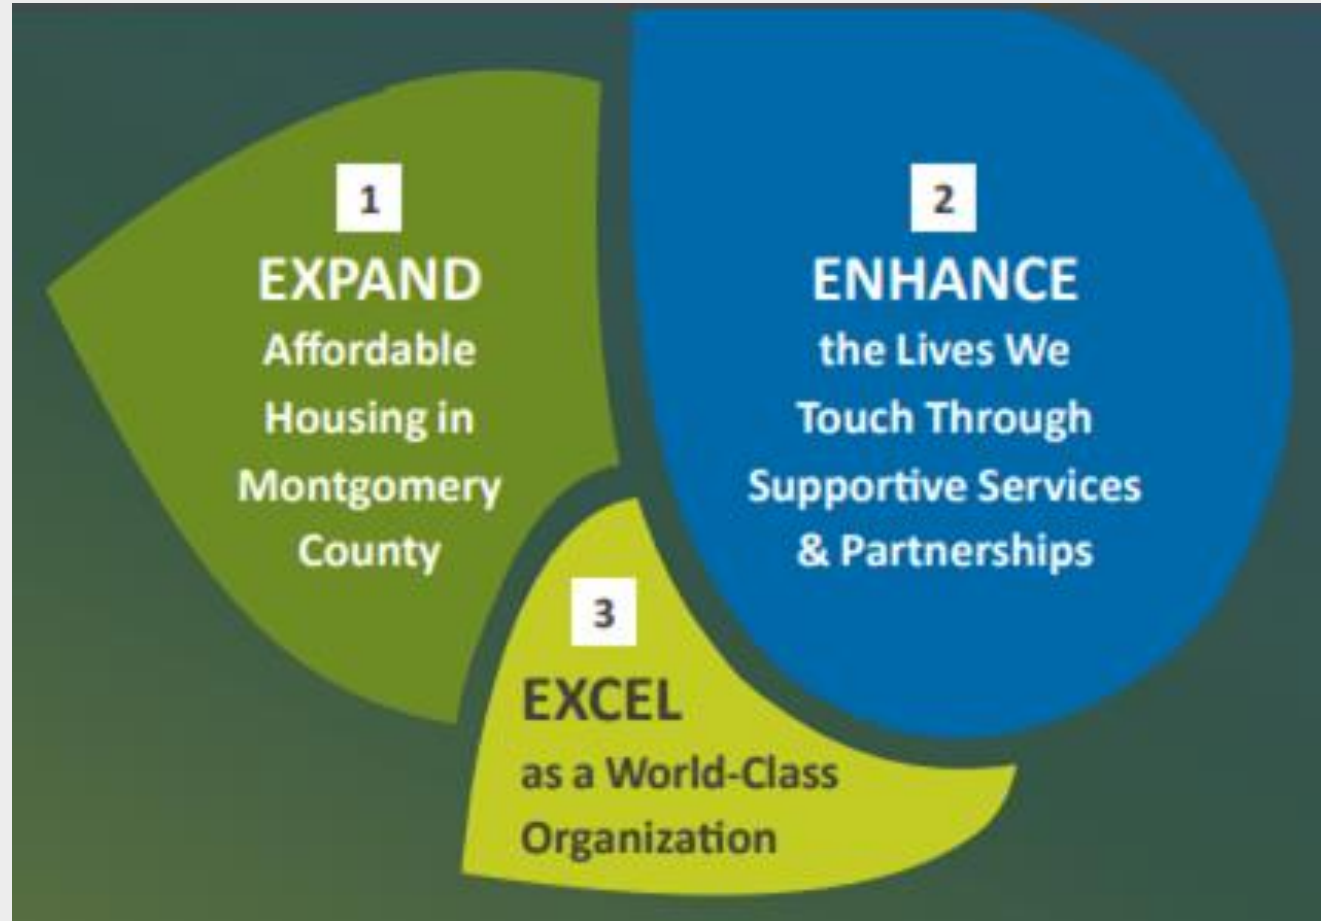 1
EXPAND
Affordable
Housing in
Montgomery
County
2
ENHANCE
the Lives We
Touch Through
Supportive Services
& Partnerships
3
EXCEL
as a World-Class
Organization